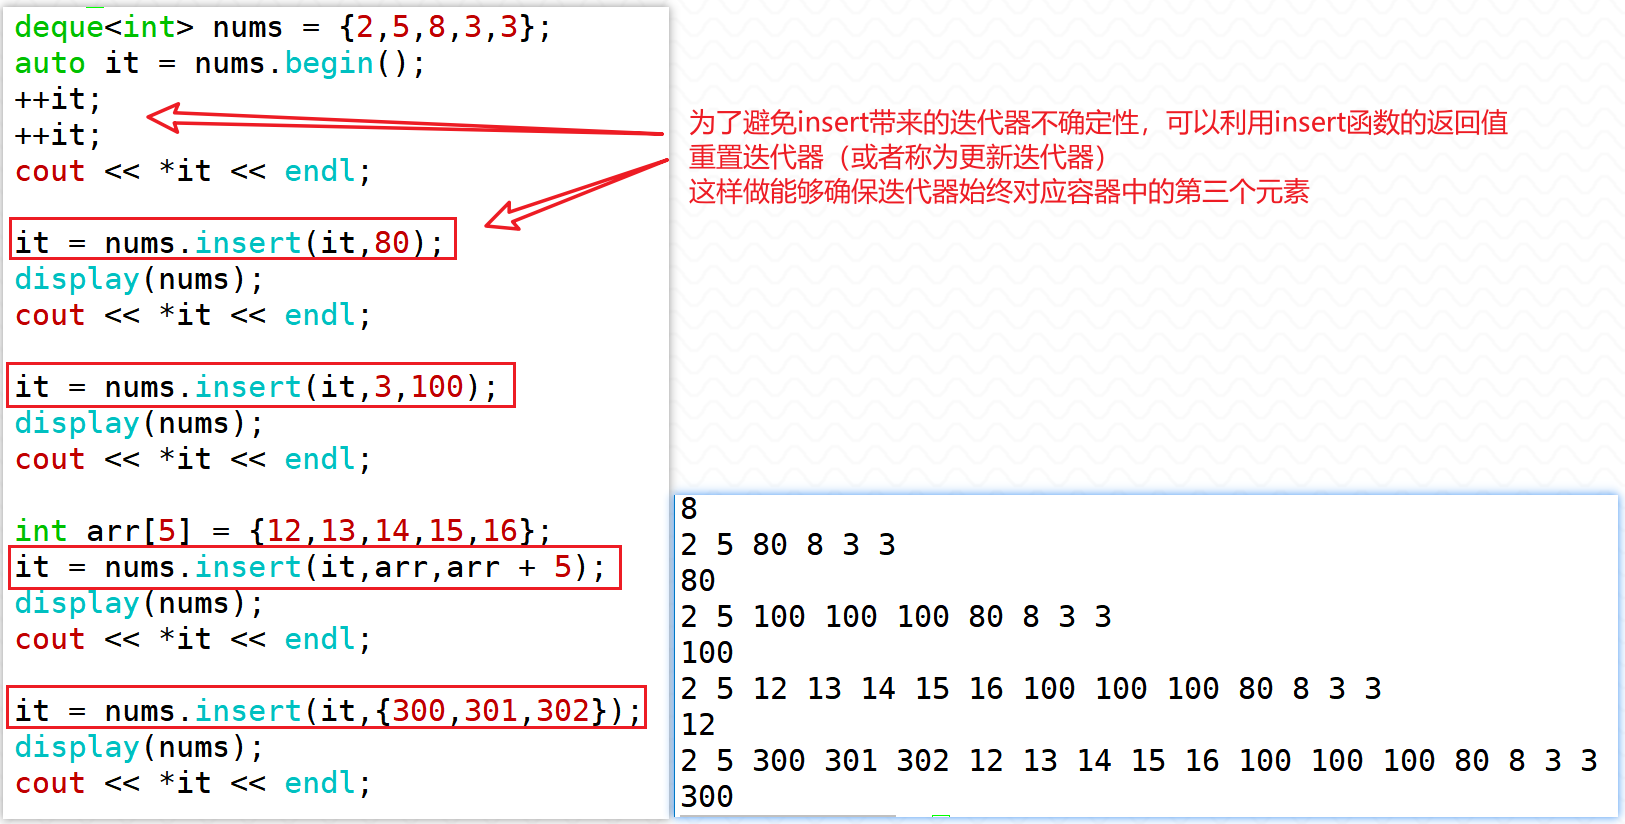 deque<int> nums = {2,5,8,3,3};
auto it = nums.begin();
++it;
++it;
cout << *it << endl;
it = nums.insert(it,80);
display(nums);
cout << *it << endl;
it = nums.insert(it,3,100);
display(nums);
cout << *it << endl;
int arr[5] = {12,13,14,15,16};
it = nums.insert(it,arr,arr + 5);
display(nums);
cout << *it << endl;
it = nums.insert(it,{300,301,302});
display(nums);
cout << *it << endl;
为了避免insert带来的迭代器不确定性，可以利用insert函数的返回值
重置迭代器（或者称为更新迭代器）
这样做能够确保迭代器始终对应容器中的第三个元素
8
2 5 80 8 3 3
80
2 5 100 100 100 80 8 3 3
100
2 5 12 13 14 15 16 100 100 100 80 8 3 3
12
2 5 300 301 302 12 13 14 15 16 100 100 100 80 8 3 3
300